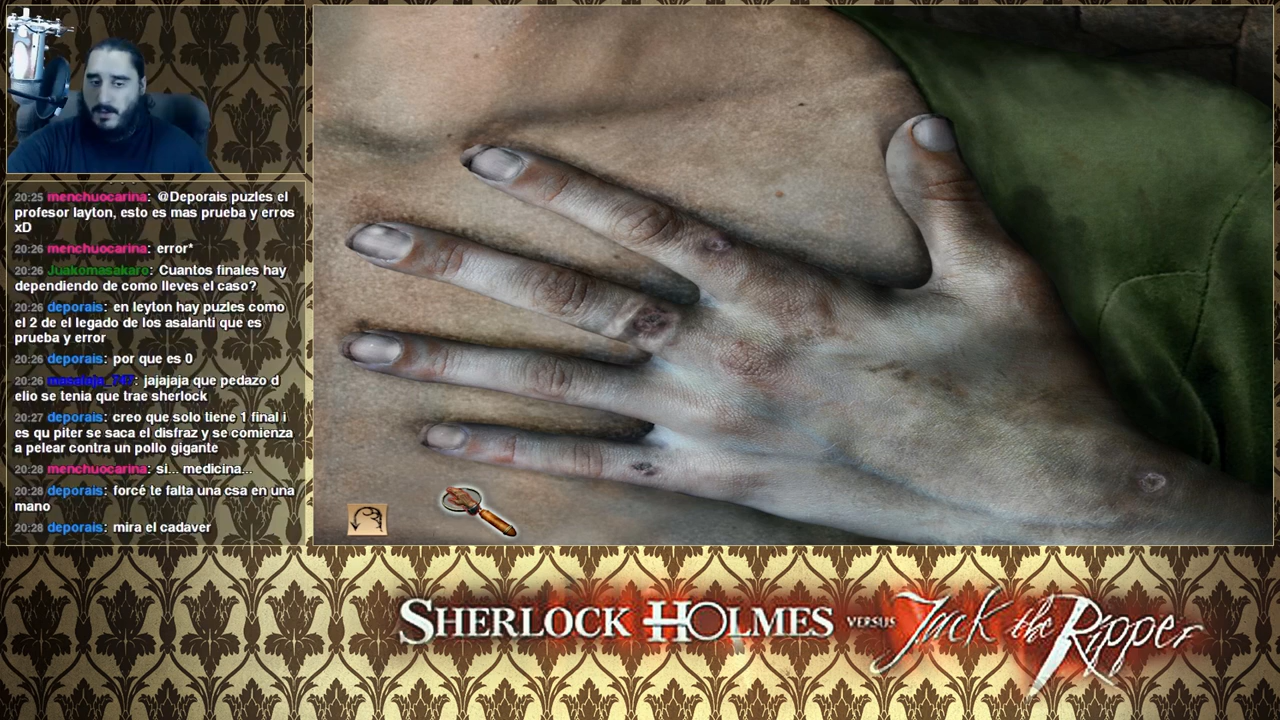 20:25 menchuocarina: @Deporais puzles el
profesor layton, esto es mas prueba y erros
xD
20:26 menchuocarina: error*
20:26 Juakomasakaro: Cuantos finales hay
dependiendo de como lleves el caso?
20:26 deporais: en leyton hay puzles como
el 2 de el legado de los asalanti que es
prueba y error
20:26 deporais: por que es 0
20:26 jajajaja que pedazo d
elio se tenia que trae sherlock
20:27 deporais: creo que solo tiene 1 final i
es qu piter se saca el disfraz y se comienza
a pelear contra un pollo gigante
20:28 menchuocarina: si... medicina...
20:28 deporais: forcé te falta una csa en una
mano
20:28 deporais: mira el cadaver
SHERLOCK HOLMES VERSUS Jack the Ripper